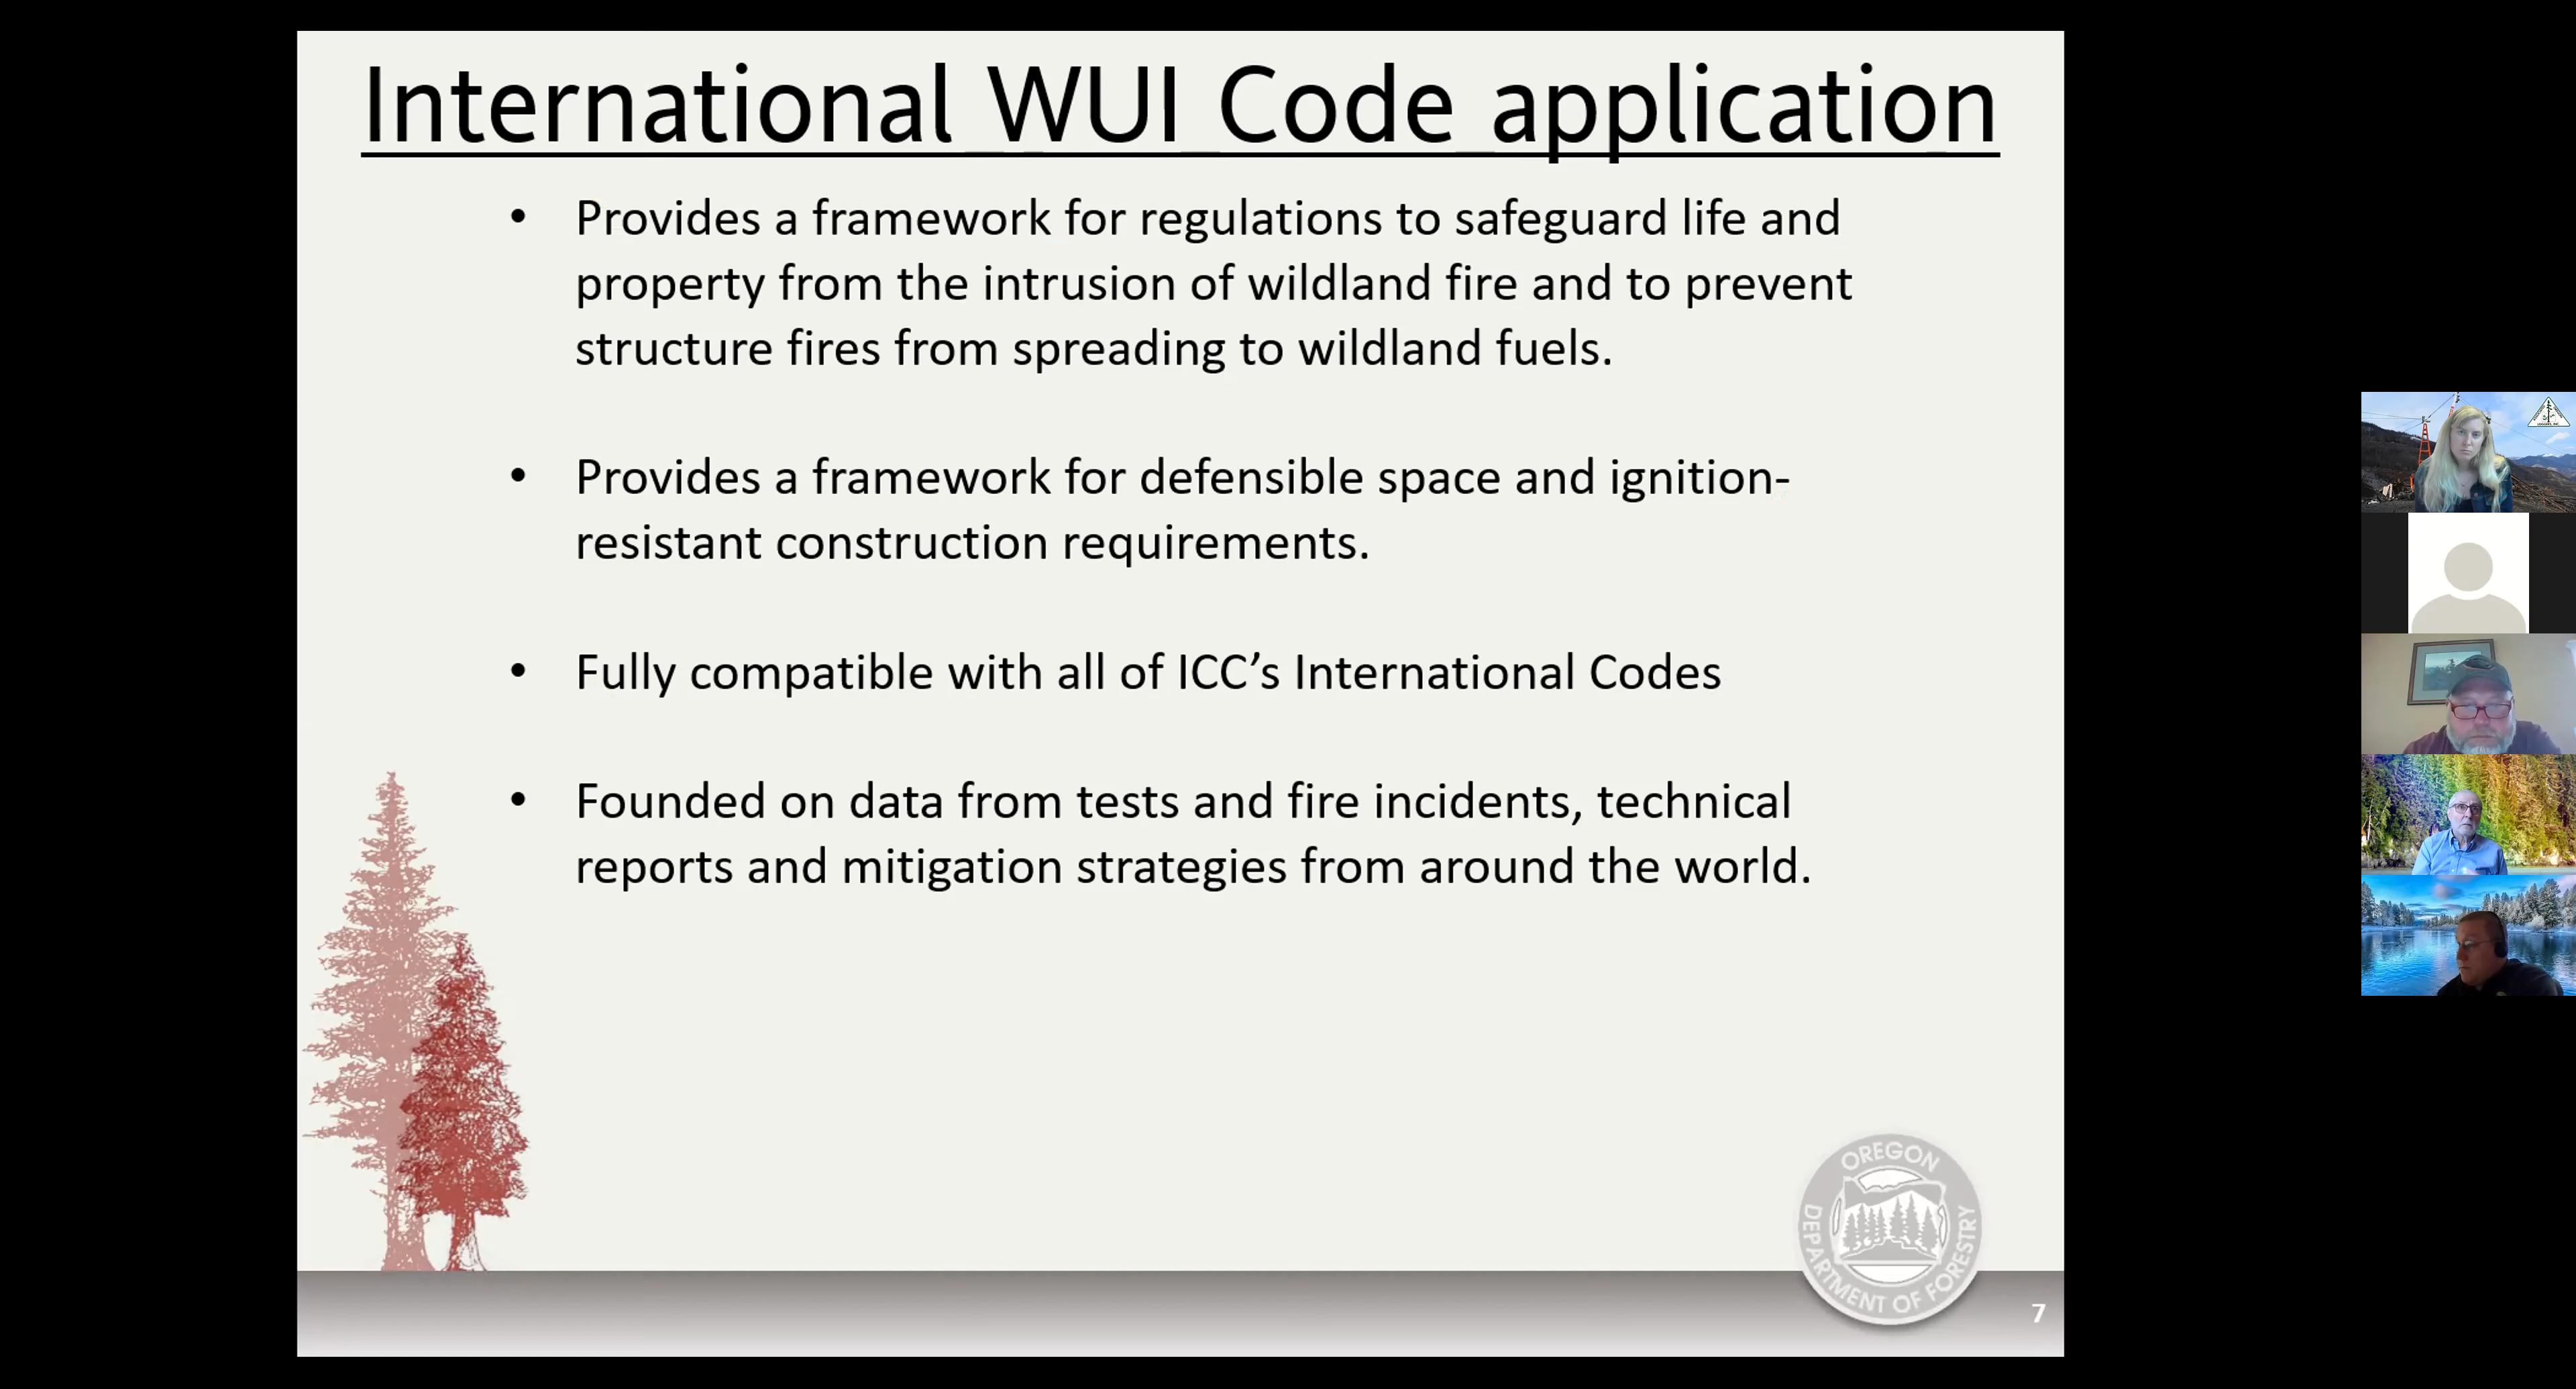 International WUI Code application
• Provides a framework for regulations to safeguard life and
property from the intrusion of wildland fire and to prevent
structure fires from spreading to wildland fuels.
• Provides a framework for defensible space and ignition-
resistant construction requirements.
• Fully compatible with all of ICC’s International Codes
• Founded on data from tests and fire incidents, technical
reports and mitigation strategies from around the world.
OREGON
DEPARTMENT OF FORESTRY
7